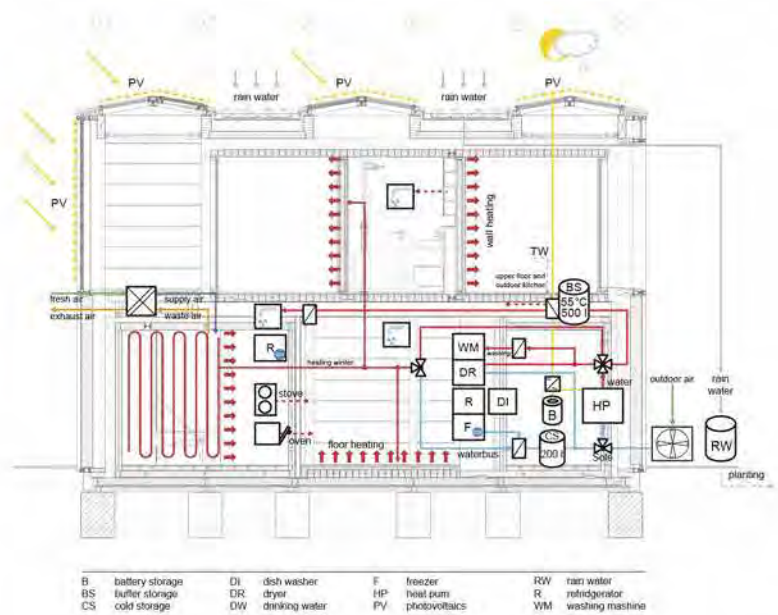 PV
PV
PV
rain water
rain water
PV
wall heating
TW
upper floor and
outdoor kitchen
BS
55°C
500 l
fresh air
supply air
exhaust air
waste air
R
WM
washing
DR
heating winter
water
outdoor air
rain
water
stove
R
DI
B
HP
oven
F
CS
200 l
floor heating
waterbus
Sole
RW
planting
B battery storage DI dish washer F freezer RW rain water
BS buffer storage DR dryer HP heat pum R refridgerator
CS cold storage DW drinking water PV photovoltaics WM washing mashine